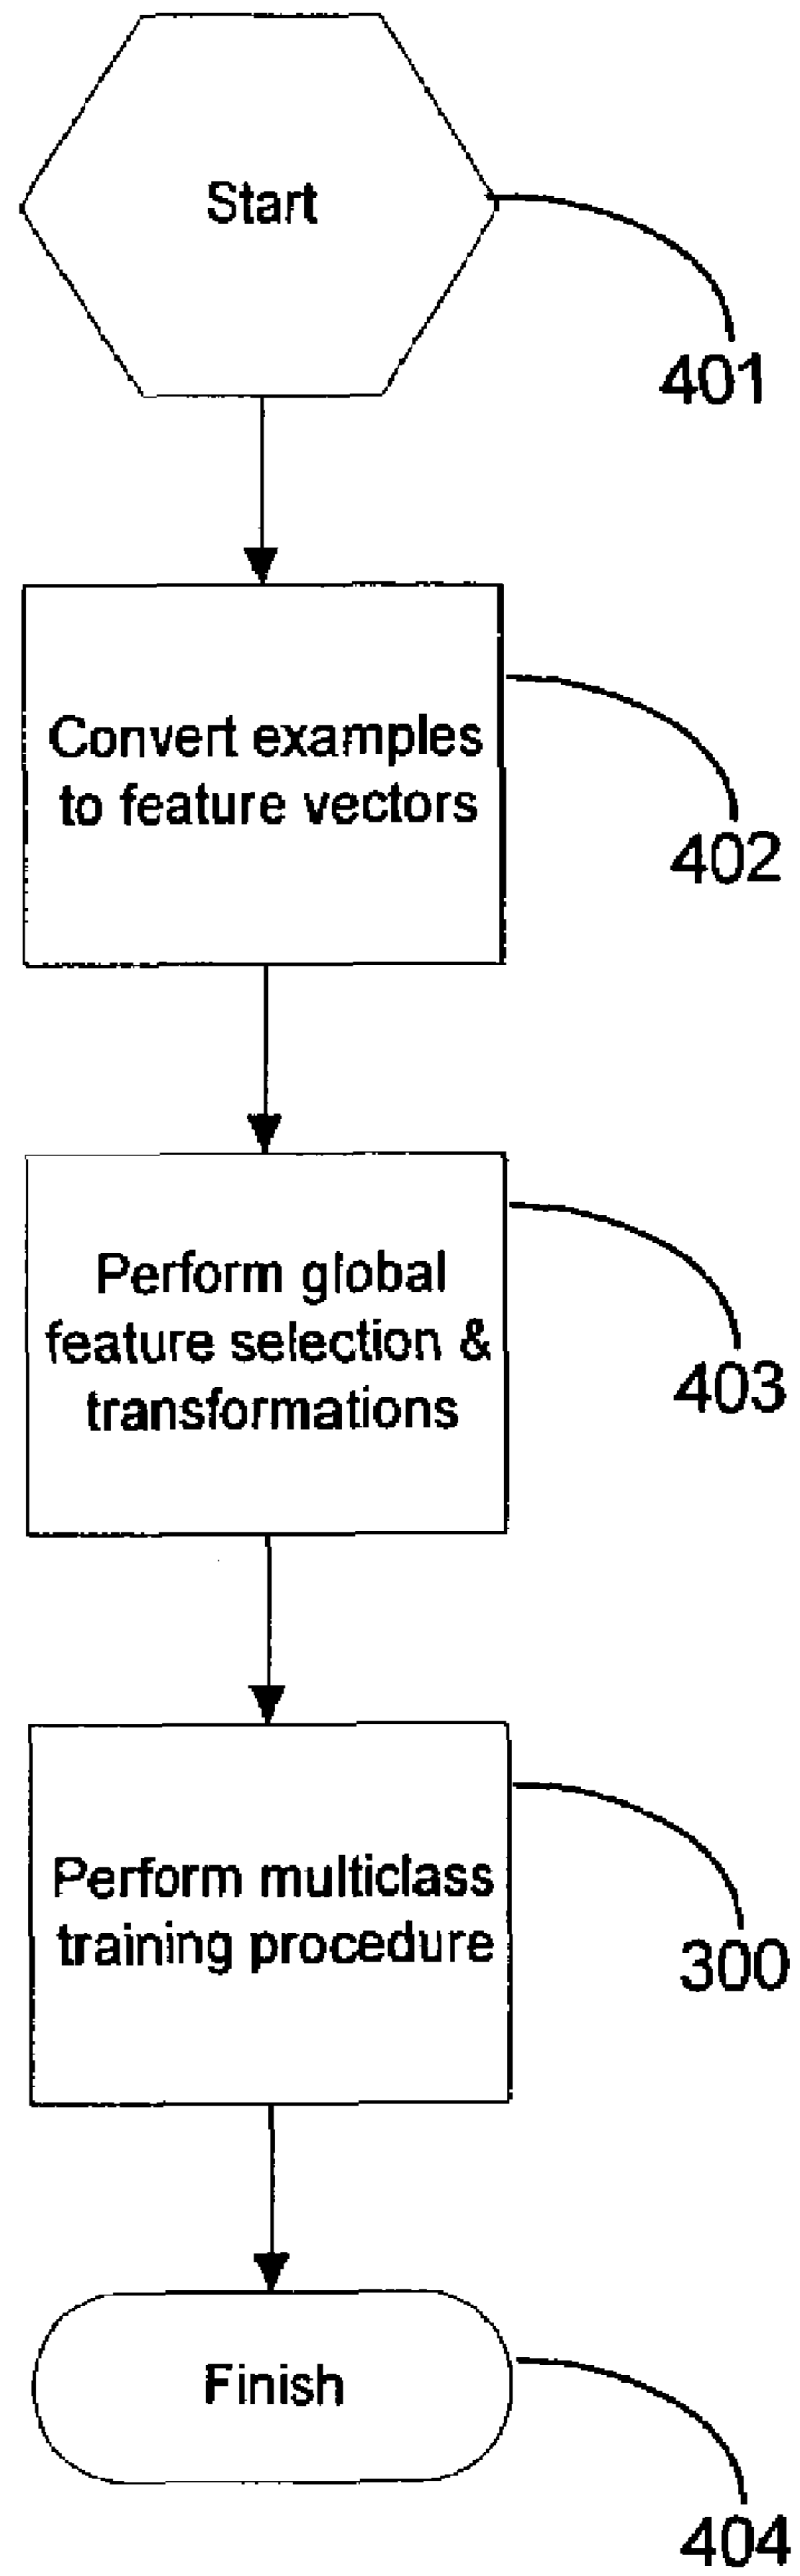 Start
401
Convert examples
to feature vectors
402
Perform global
feature selection &
transformations
403
Perform multiclass
training procedure
300
Finish
404